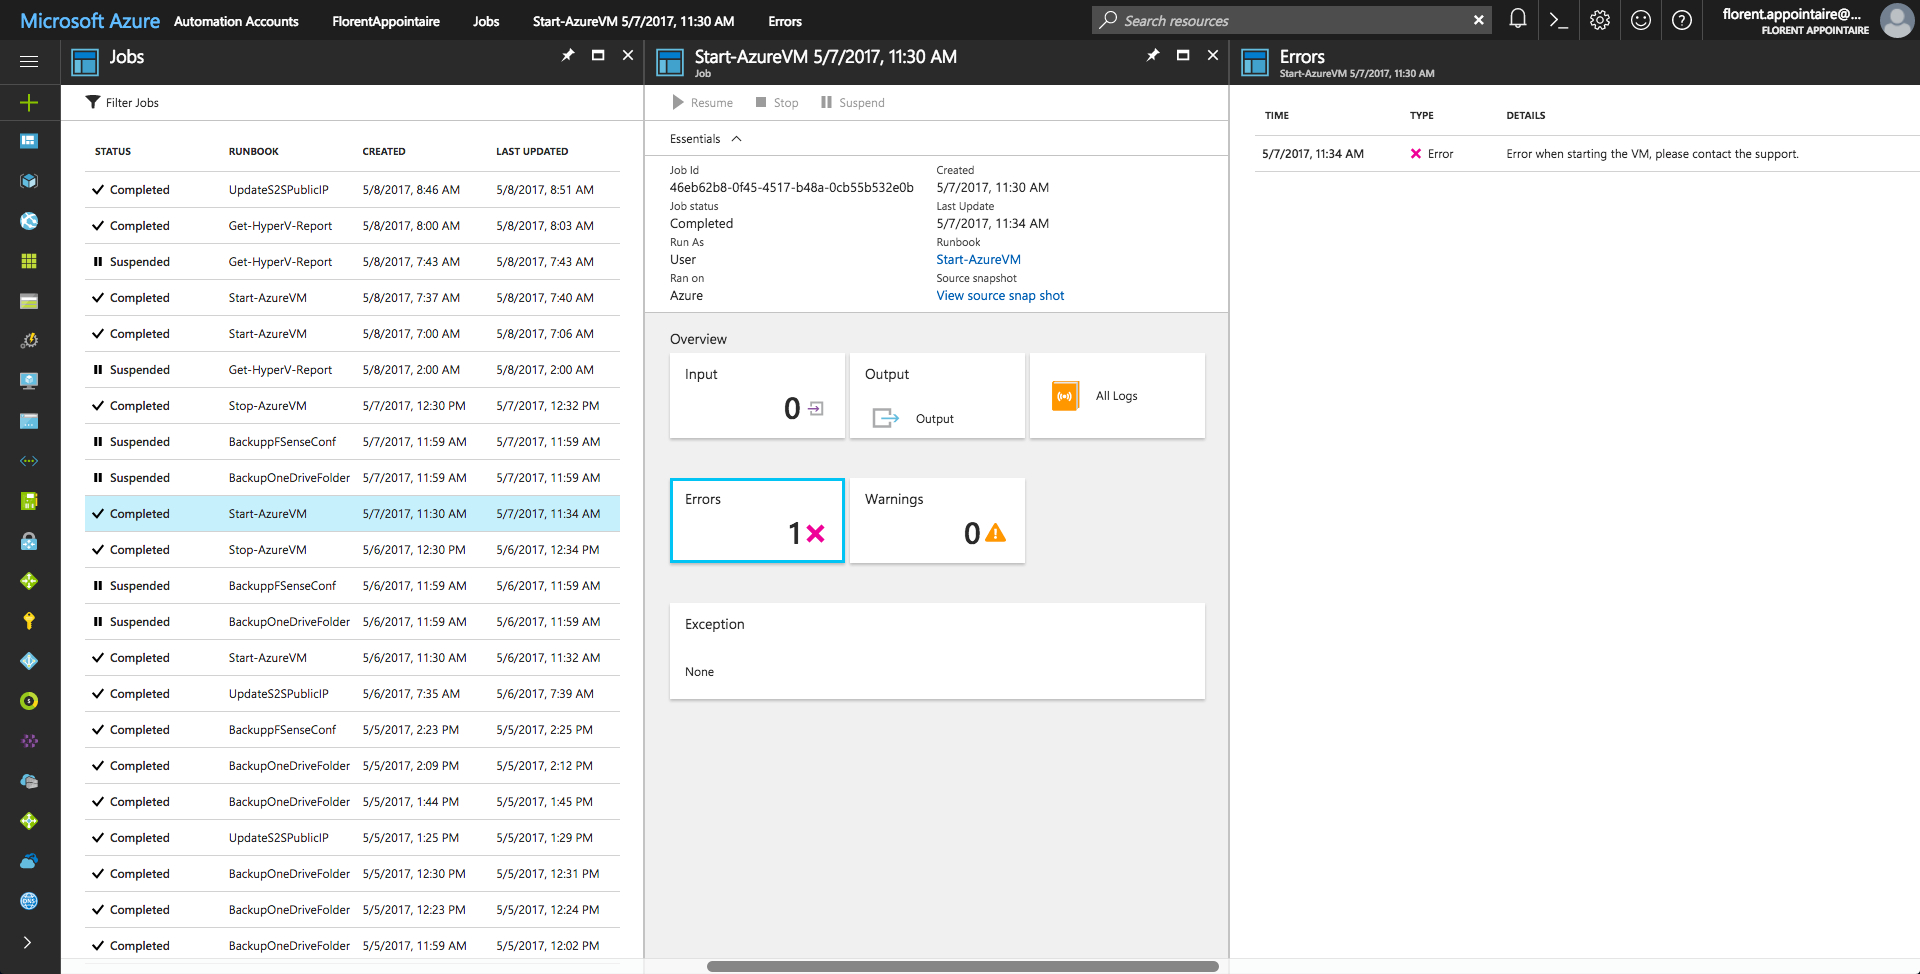 Microsoft Azure Automation Accounts FlorentAppointaire Jobs Start-AzureVM 5/7/2017, 11:30 AM Errors
Search resources
florent.appointaire@...
FLORENT APPOINTAIRE
Jobs
Filter Jobs
STATUS RUNBOOK CREATED LAST UPDATED
Completed UpdateS2SPublicIP 5/8/2017, 8:46 AM 5/8/2017, 8:51 AM
Completed Get-HyperV-Report 5/8/2017, 8:00 AM 5/8/2017, 8:03 AM
Suspended Get-HyperV-Report 5/8/2017, 7:43 AM 5/8/2017, 7:43 AM
Completed Start-AzureVM 5/8/2017, 7:37 AM 5/8/2017, 7:40 AM
Completed Start-AzureVM 5/8/2017, 7:00 AM 5/8/2017, 7:06 AM
Suspended Get-HyperV-Report 5/8/2017, 2:00 AM 5/8/2017, 2:00 AM
Completed Stop-AzureVM 5/7/2017, 12:30 PM 5/7/2017, 12:32 PM
Suspended BackuppFSenseConf 5/7/2017, 11:59 AM 5/7/2017, 11:59 AM
Suspended BackupOneDriveFolder 5/7/2017, 11:59 AM 5/7/2017, 11:59 AM
Completed Start-AzureVM 5/7/2017, 11:30 AM 5/7/2017, 11:34 AM
Completed Stop-AzureVM 5/6/2017, 12:30 PM 5/6/2017, 12:34 PM
Suspended BackuppFSenseConf 5/6/2017, 11:59 AM 5/6/2017, 11:59 AM
Suspended BackupOneDriveFolder 5/6/2017, 11:59 AM 5/6/2017, 11:59 AM
Completed Start-AzureVM 5/6/2017, 11:30 AM 5/6/2017, 11:32 AM
Completed UpdateS2SPublicIP 5/6/2017, 7:35 AM 5/6/2017, 7:39 AM
Completed BackuppFSenseConf 5/5/2017, 2:23 PM 5/5/2017, 2:25 PM
Completed BackupOneDriveFolder 5/5/2017, 2:09 PM 5/5/2017, 2:12 PM
Completed BackupOneDriveFolder 5/5/2017, 1:44 PM 5/5/2017, 1:45 PM
Completed UpdateS2SPublicIP 5/5/2017, 1:25 PM 5/5/2017, 1:29 PM
Completed BackupOneDriveFolder 5/5/2017, 12:30 PM 5/5/2017, 12:31 PM
Completed BackupOneDriveFolder 5/5/2017, 12:23 PM 5/5/2017, 12:24 PM
Completed BackupOneDriveFolder 5/5/2017, 11:59 AM 5/5/2017, 12:02 PM
DNS
Start-AzureVM 5/7/2017, 11:30 AM
Job
Resume Stop Suspend
Essentials
Job Id
46eb62b8-0f45-4517-b48a-0cb55b532e0b
Job status
Completed
Run As
User
Ran on
Azure
Created
5/7/2017, 11:30 AM
Last Update
5/7/2017, 11:34 AM
Runbook
Start-AzureVM
Source snapshot
View source snap shot
Overview
Input
0
Output
Output
All Logs
Errors
1
Warnings
0
Exception
None
Errors
Start-AzureVM 5/7/2017, 11:30 AM
TIME TYPE DETAILS
5/7/2017, 11:34 AM Error Error when starting the VM, please contact the support.